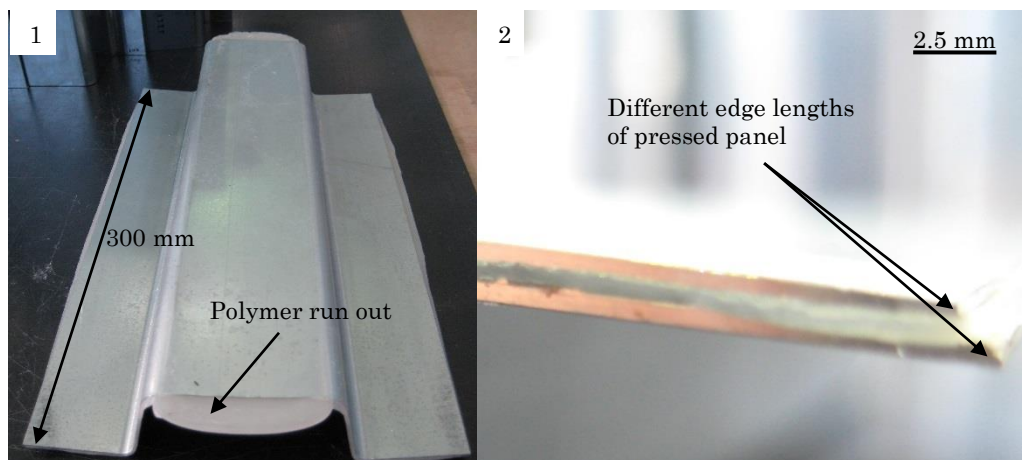 1
300 mm
Polymer run out
2
2.5 mm
Different edge lengths
of pressed panel